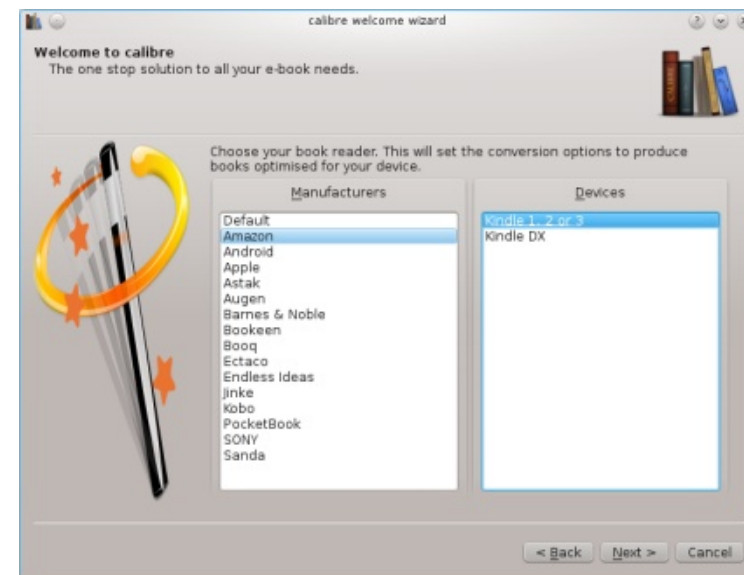 calibre welcome wizard
Welcome to calibre
The one stop solution to all your e-book needs.
CALIBRE
Choose your book reader. This will set the conversion options to produce
books optimised for your device.
Manufacturers
Default
Amazon
Android
Apple
Astak
Augen
Barnes & Noble
Bookeen
Booq
Ectaco
Endless Ideas
Jinke
Kobo
PocketBook
SONY
Sanda
Devices
Kindle 1, 2 or 3
Kindle DX
< Back
Next >
Cancel